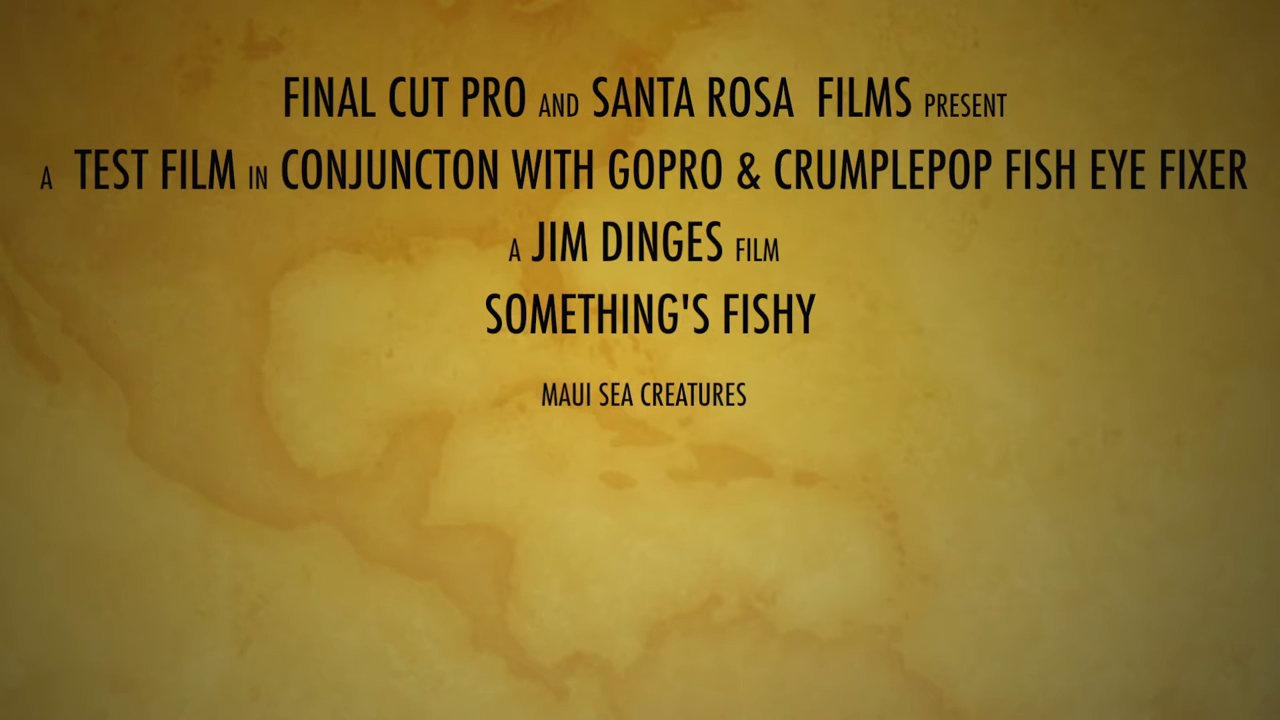 FINAL CUT PRO AND SANTA ROSA FILMS PRESENT
A TEST FILM IN CONJUNCTON WITH GOPRO & CRUMPLEPOP FISH EYE FIXER
A JIM DINGES FILM
SOMETHING'S FISHY
MAUI SEA CREATURES